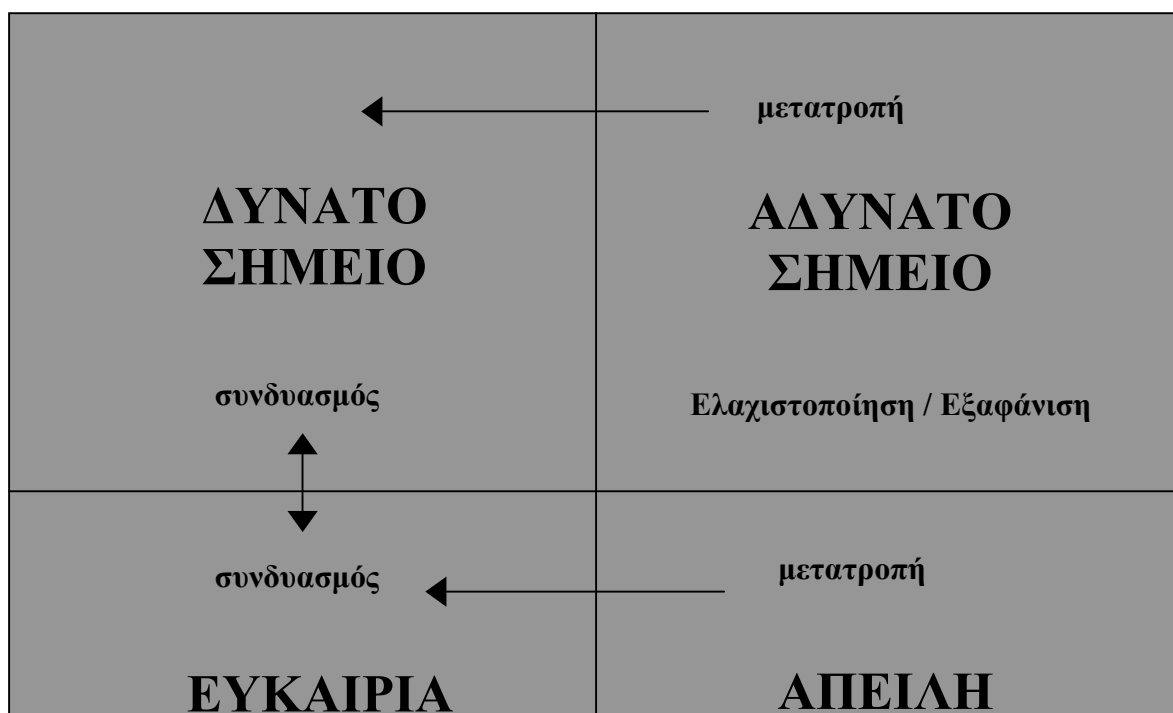 μετατροπή
ΔΥΝΑΤΟ
ΣΗΜΕΙΟ
ΑΔΥΝΑΤΟ
ΣΗΜΕΙΟ
συνδυασμός
Ελαχιστοποίηση / Εξαφάνιση
συνδυασμός
μετατροπή
ΕΥΚΑΙΡΙΑ
ΑΠΕΙΛΗ